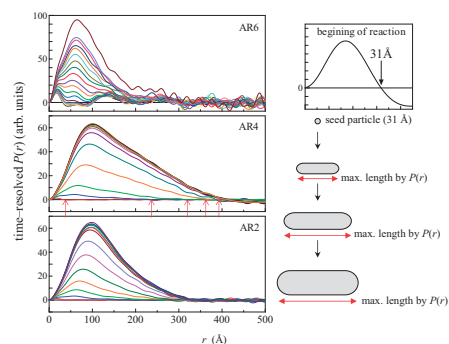 time–resolved P(r) (arb. units)
AR6
100
50
0
AR4
60
40
20
0
AR2
60
40
20
0
0
100
200
300
400
500
r (Å)
begining of reaction
31Å
0
seed particle (31 Å)
max. length by P(r)
max. length by P(r)
max. length by P(r)